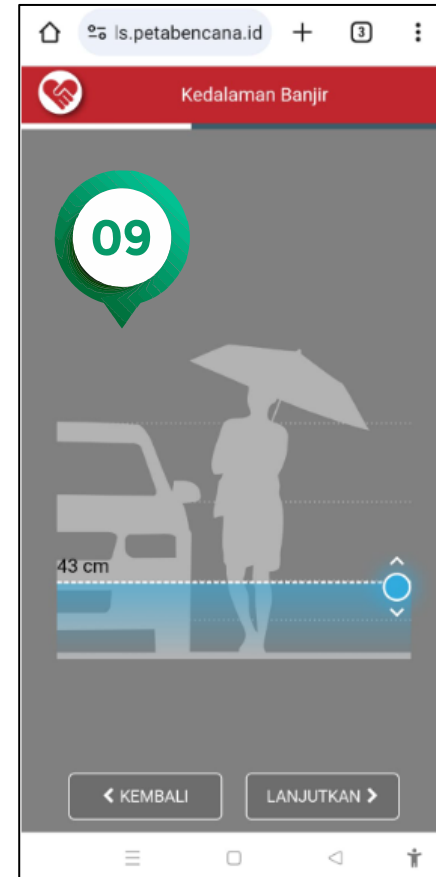 ls.petabencana.id
3
Kedalaman Banjir
09
43 cm
KEMBALI
LANJUTKAN